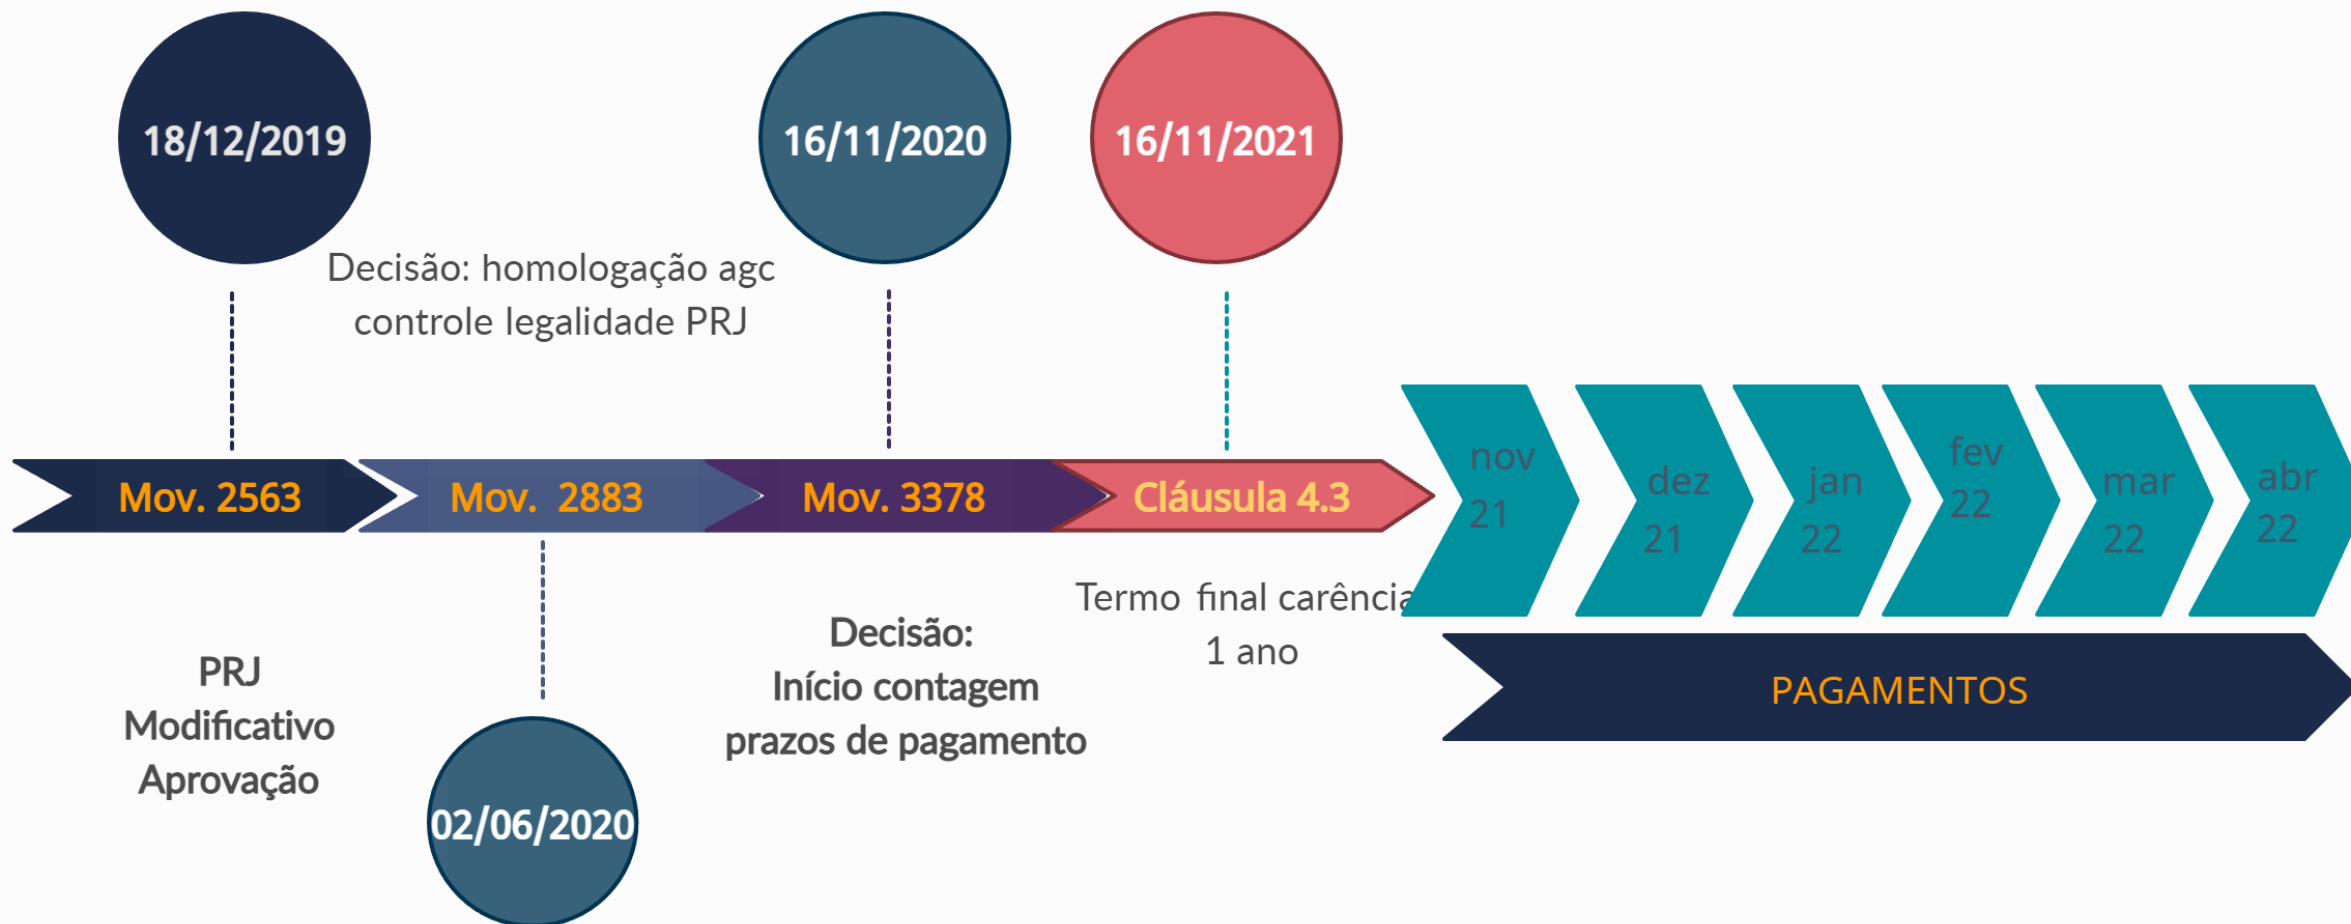 18/12/2019
16/11/2020
16/11/2021
Decisão: homologação agc
controle legalidade PRJ
Mov. 2563
Mov. 2883
Mov. 3378
Cláusula 4.3
nov
21
dez
21
jan
22
fev
22
mar
22
abr
22
PRJ
Modificativo
Aprovação
02/06/2020
Decisão:
Início contagem
prazos de pagamento
Termo final carência
1 ano
PAGAMENTOS